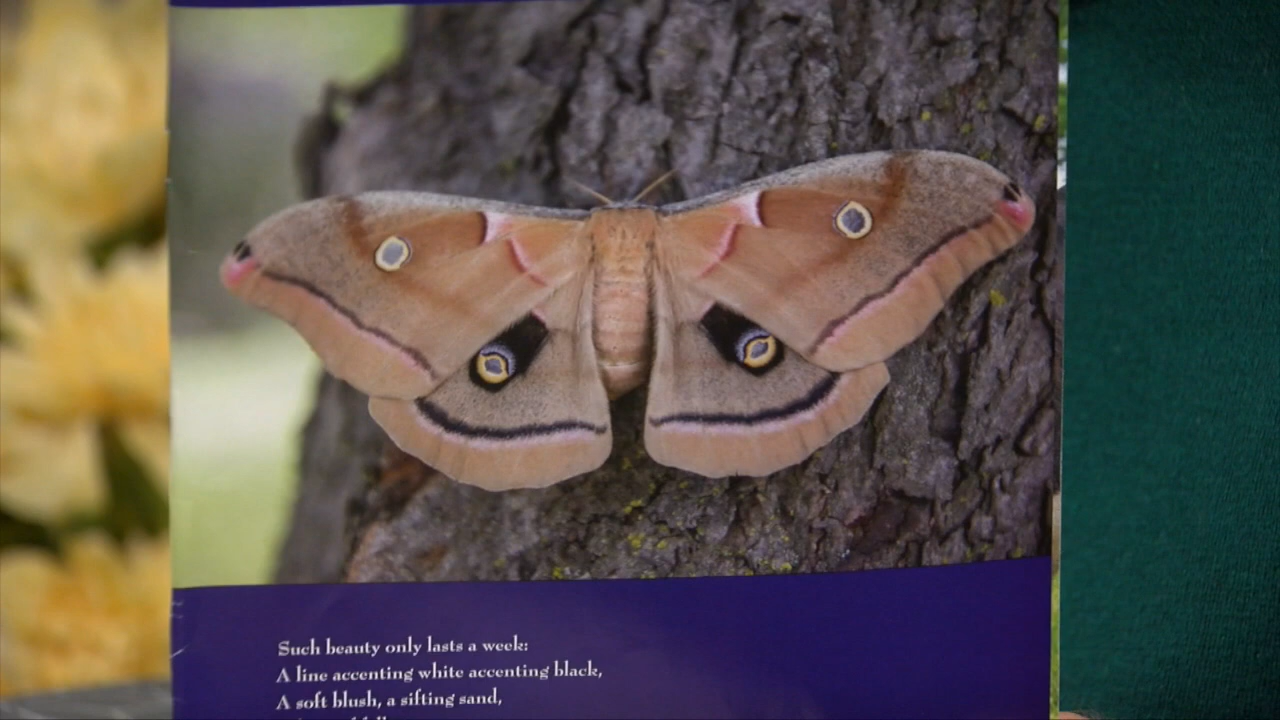 Such beauty only lasts a week:
A line accenting white accenting black,
A soft blush, a sifting sand,